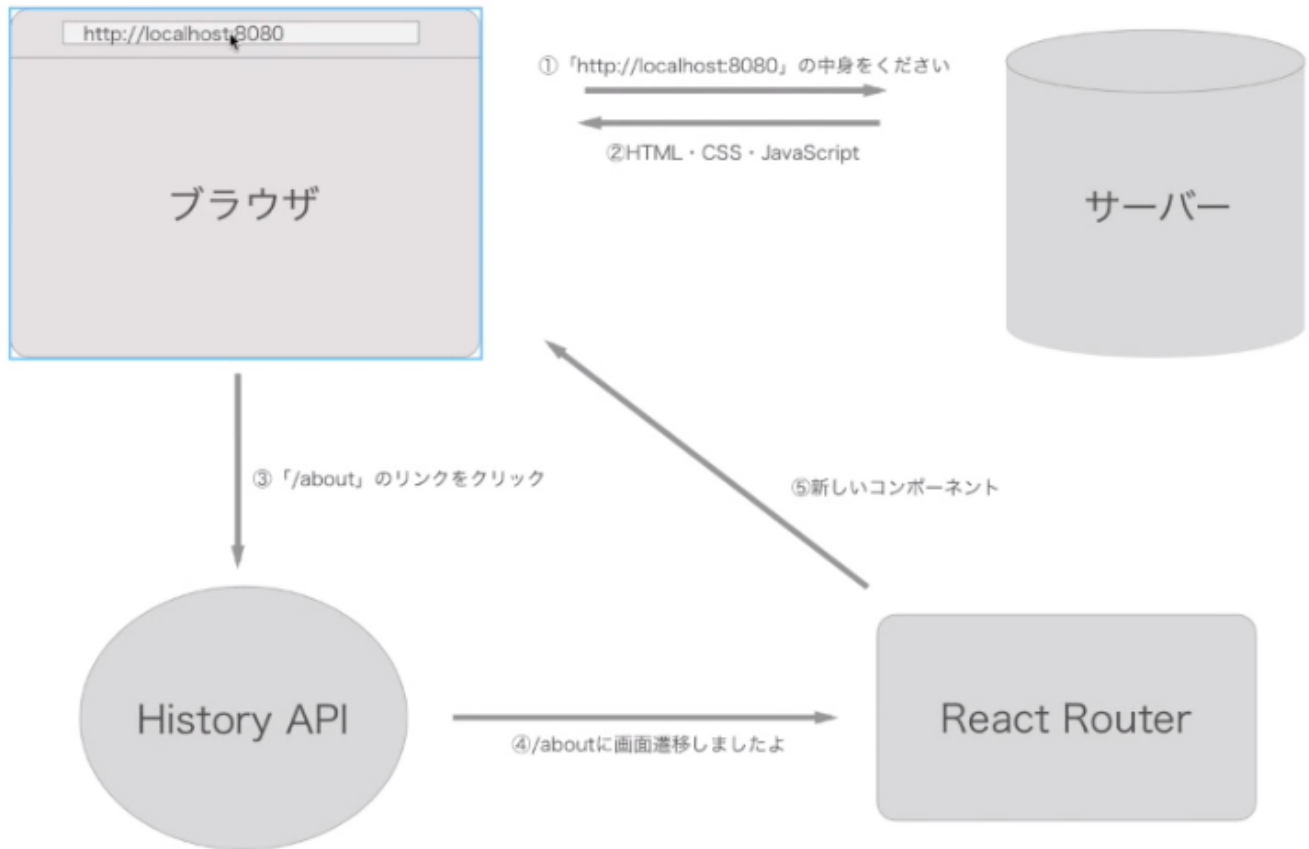 http://localhost:8080
①「http://localhost:8080」の中身をください
②HTML・CSS・JavaScript
ブラウザ
サーバー
③「/about」のリンクをクリック
⑤新しいコンポーネント
History API
React Router
④/aboutに画面遷移しましたよ